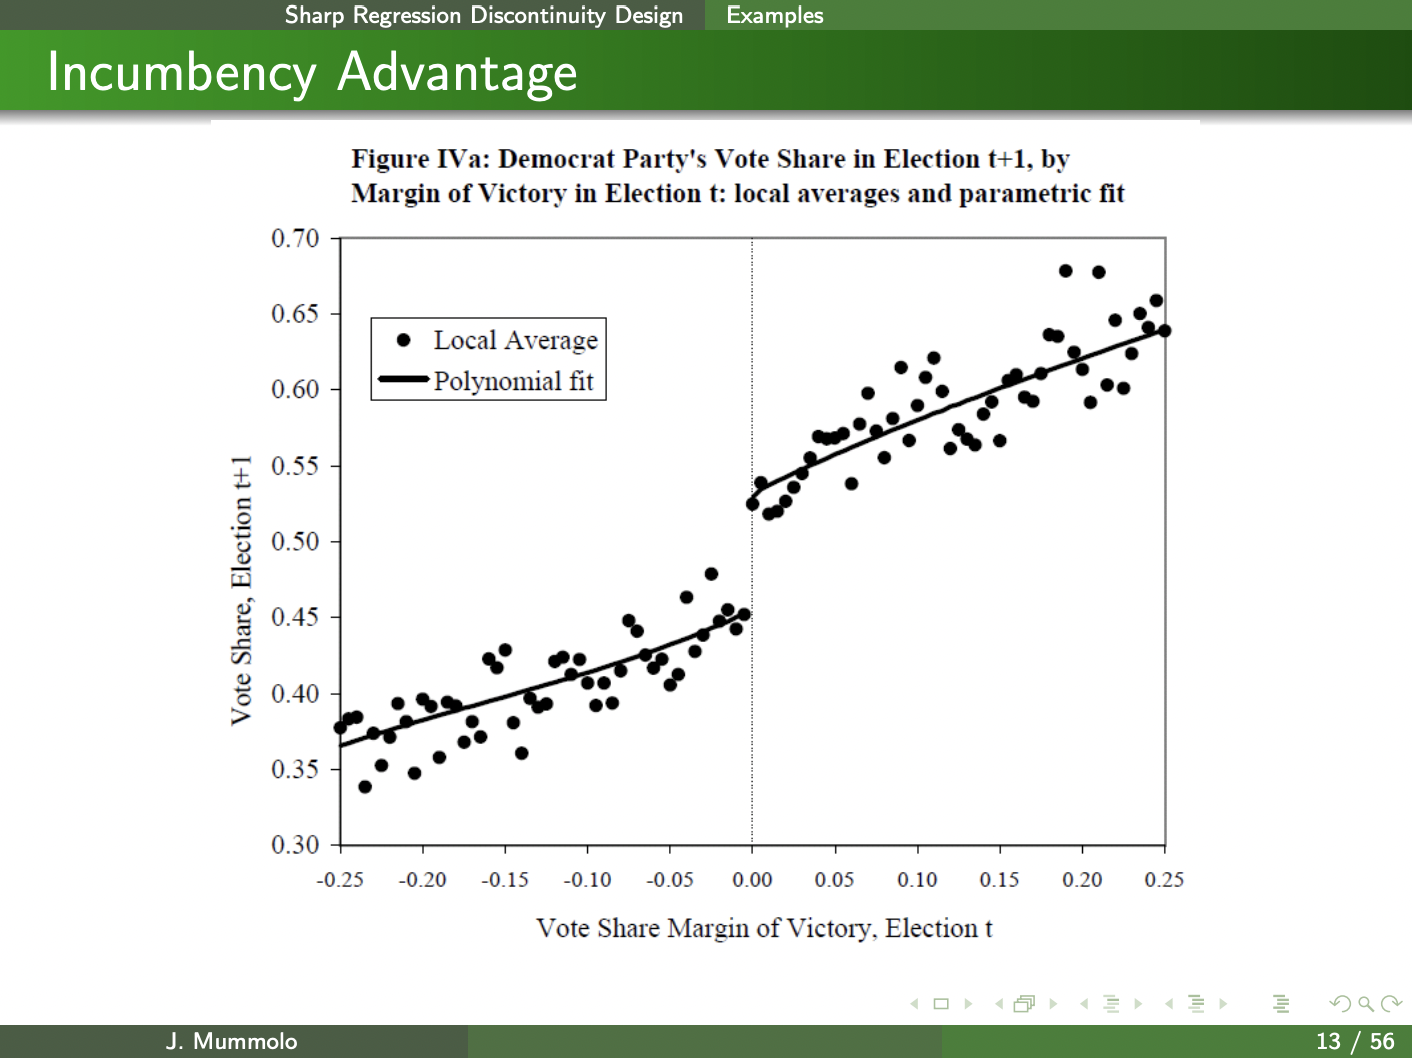 Sharp Regression Discontinuity Design Examples
Incumbency Advantage
Figure IVa: Democrat Party's Vote Share in Election t+1, by
Margin of Victory in Election t: local averages and parametric fit
0.70
0.65
0.60
0.55
0.50
0.45
0.40
0.35
0.30
Local Average
Polynomial fit
Vote Share, Election t+1
-0.25 -0.20 -0.15 -0.10 -0.05 0.00 0.05 0.10 0.15 0.20 0.25
Vote Share Margin of Victory, Election t
J. Mummolo 13 / 56